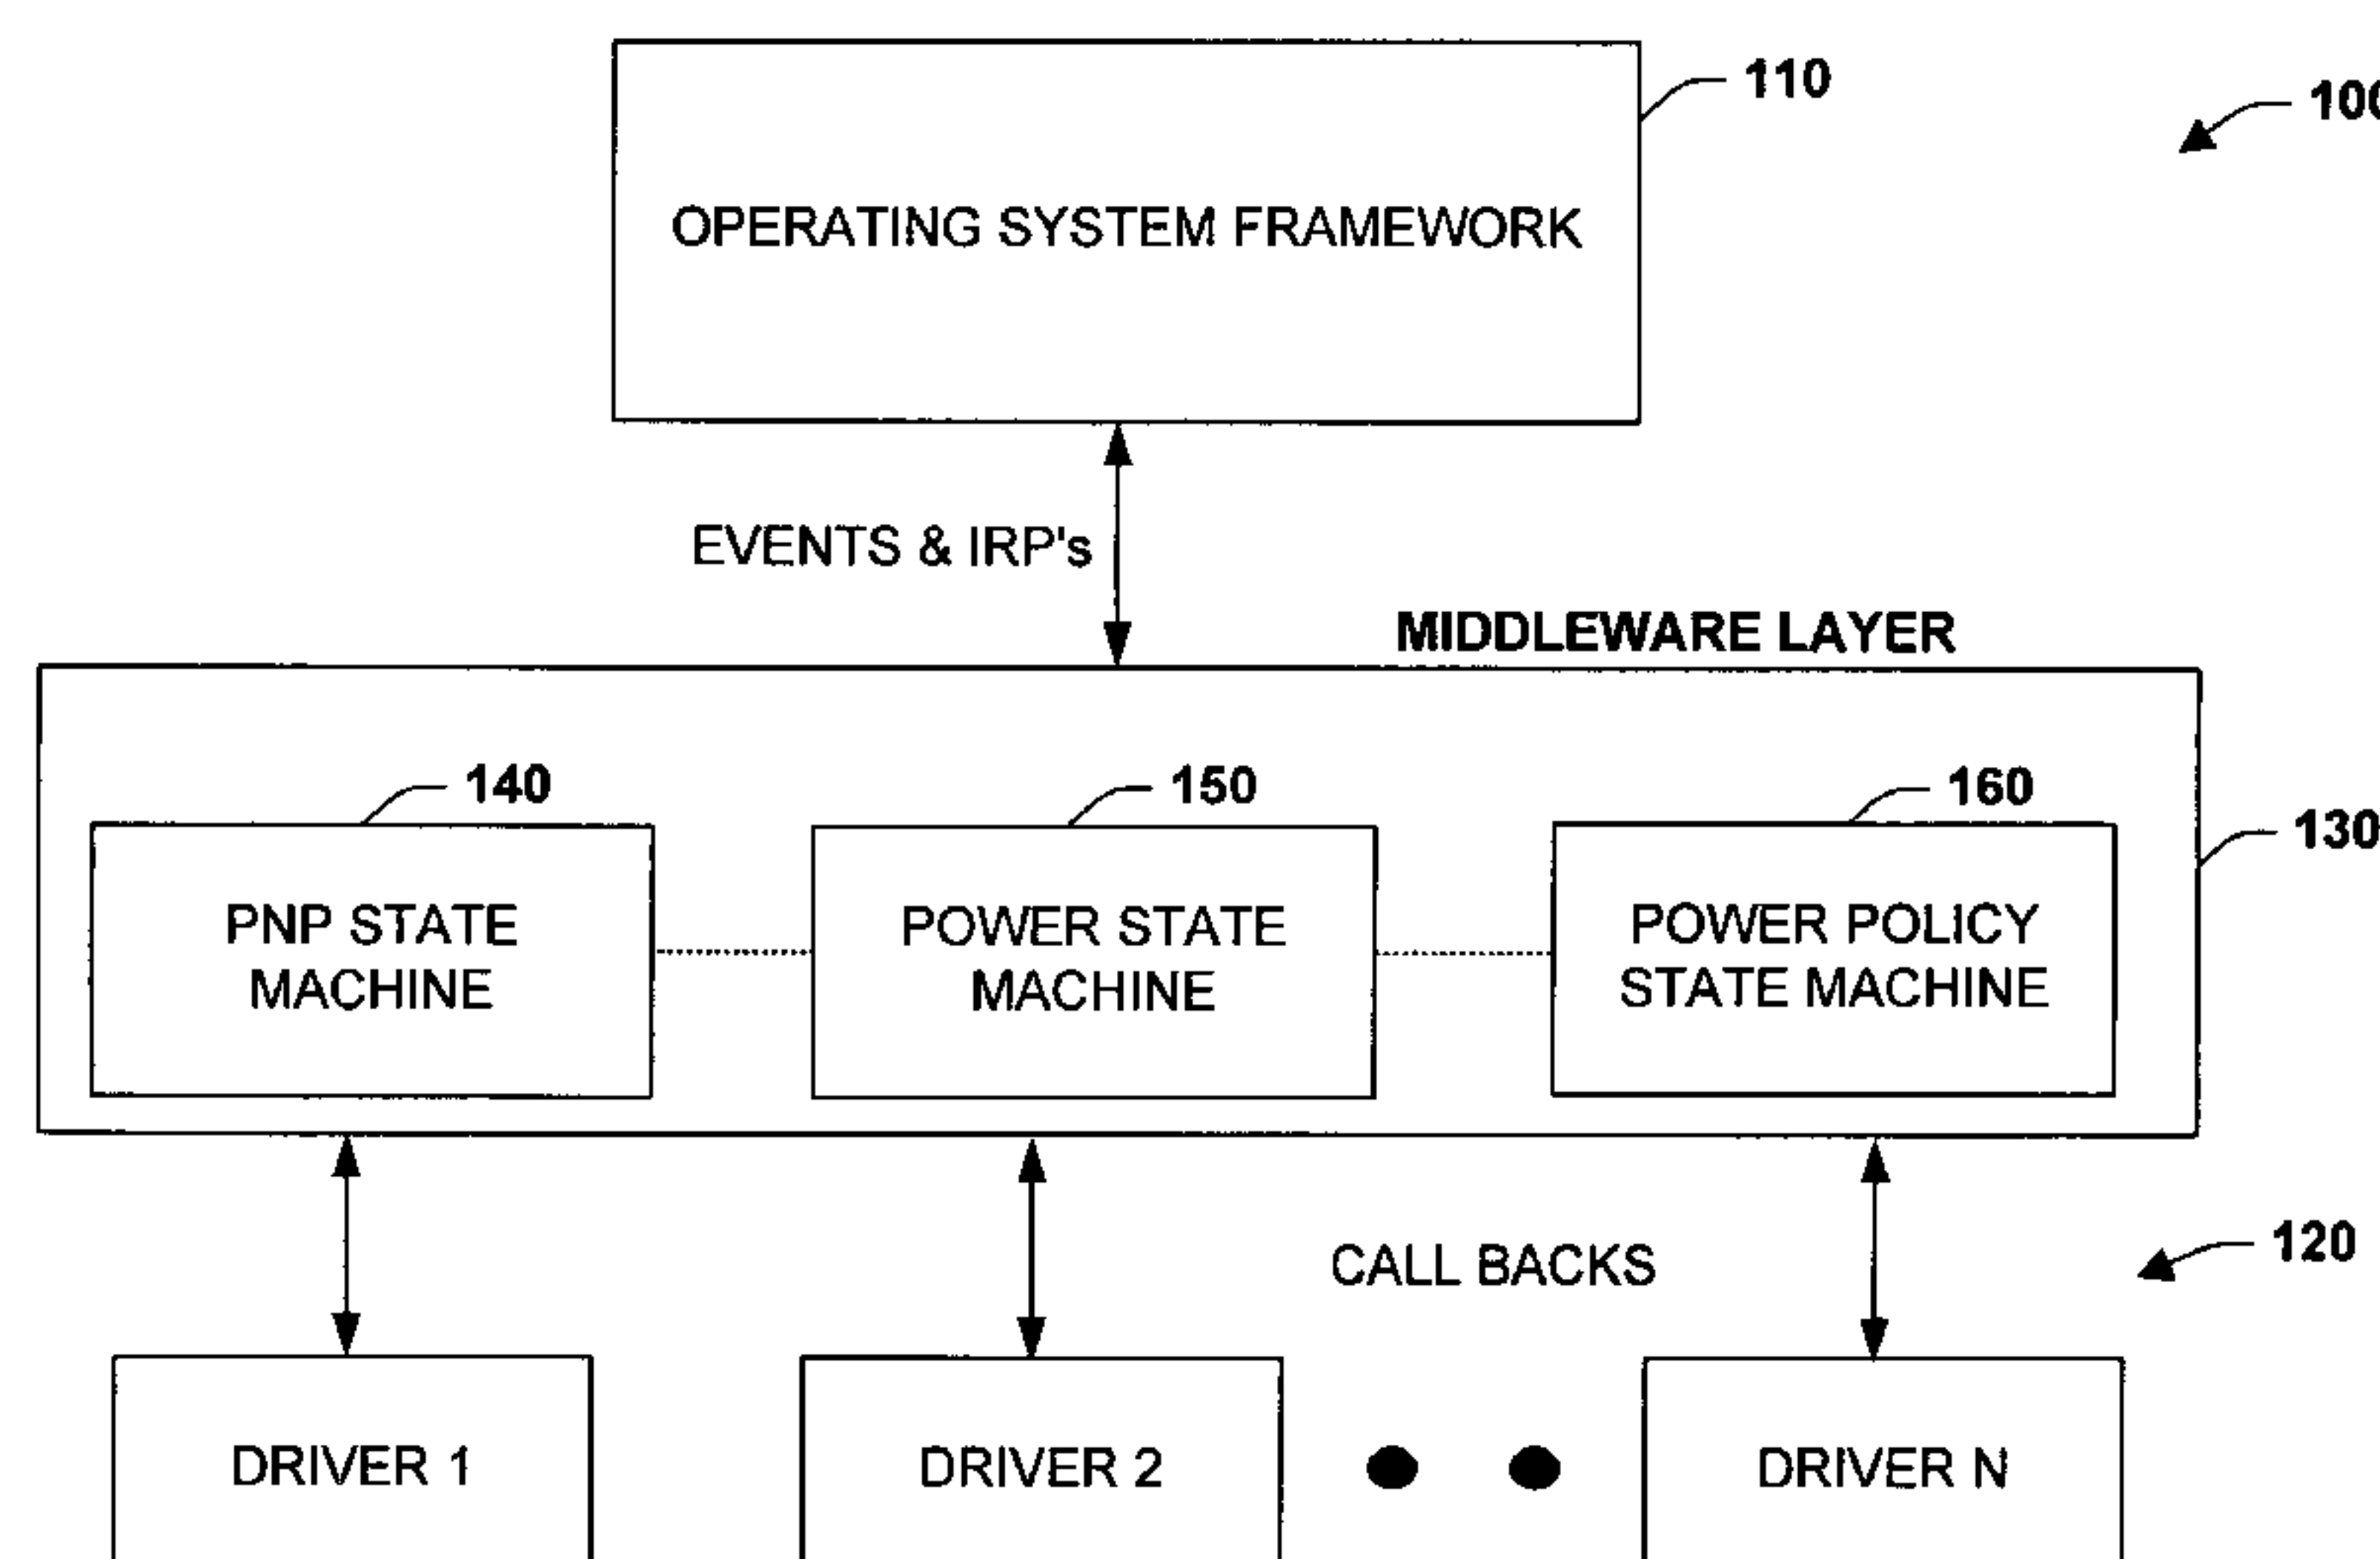 110
100
OPERATING SYSTEM FRAMEWORK
EVENTS & IRP's
MIDDLEWARE LAYER
140
150
160
130
PNP STATE
MACHINE
POWER STATE
MACHINE
POWER POLICY
STATE MACHINE
CALL BACKS
120
DRIVER 1
DRIVER 2
DRIVER N